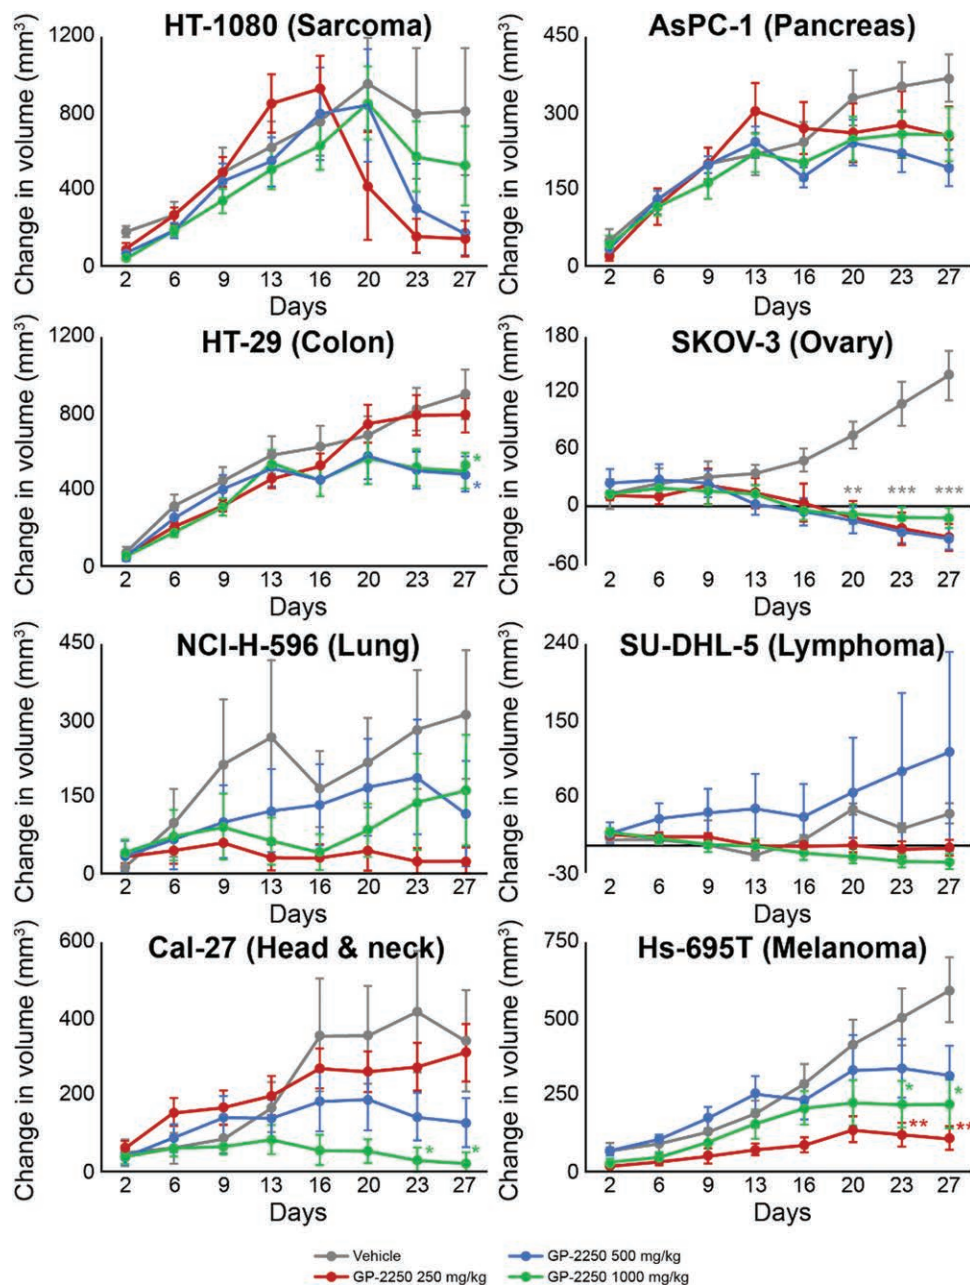 HT-1080 (Sarcoma)
Change in volume (mm³)
1200
800
400
0
2 6 9 13 16 20 23 27
Days
AsPC-1 (Pancreas)
Change in volume (mm³)
450
300
150
0
2 6 9 13 16 20 23 27
Days
HT-29 (Colon)
Change in volume (mm³)
1200
800
400
0
*
*
2 6 9 13 16 20 23 27
Days
SKOV-3 (Ovary)
Change in volume (mm³)
180
120
60
0
-60
** *** ***
2 6 9 13 16 20 23 27
Days
NCI-H-596 (Lung)
Change in volume (mm³)
450
300
150
0
2 6 9 13 16 20 23 27
Days
SU-DHL-5 (Lymphoma)
Change in volume (mm³)
240
150
60
-30
2 6 9 13 16 20 23 27
Days
Cal-27 (Head & neck)
Change in volume (mm³)
600
400
200
0
* *
2 6 9 13 16 20 23 27
Days
Hs-695T (Melanoma)
Change in volume (mm³)
750
500
250
0
* *
** **
2 6 9 13 16 20 23 27
Days
Vehicle
GP-2250 500 mg/kg
GP-2250 250 mg/kg
GP-2250 1000 mg/kg